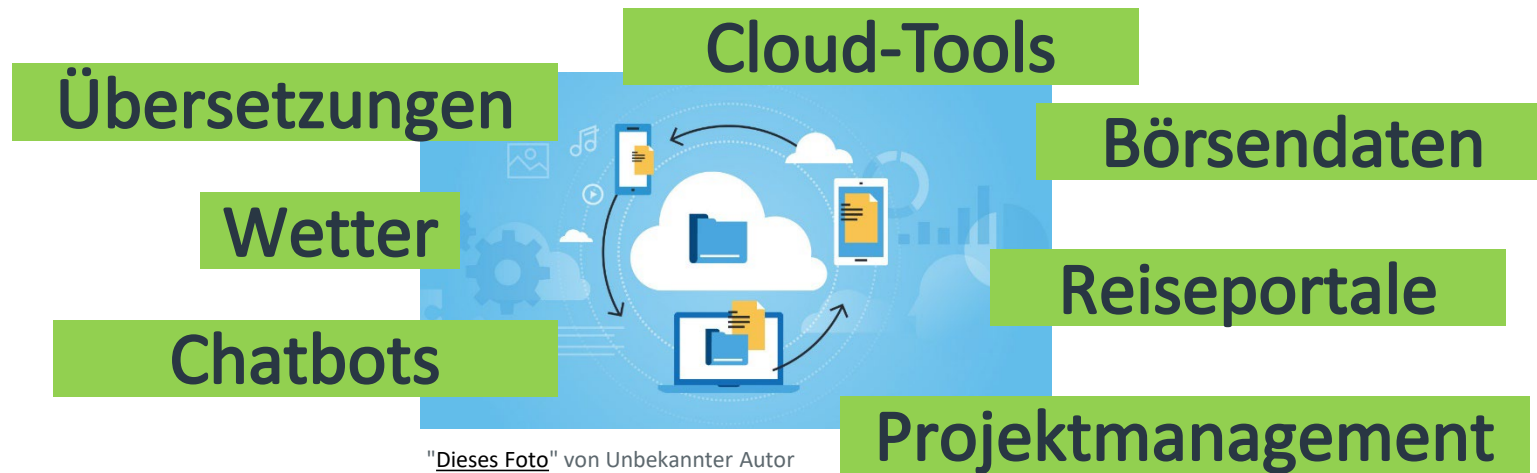 Cloud-Tools
Übersetzungen
Börsendaten
Wetter
Reiseportale
Chatbots
Projektmanagement
"Dieses Foto" von Unbekannter Autor